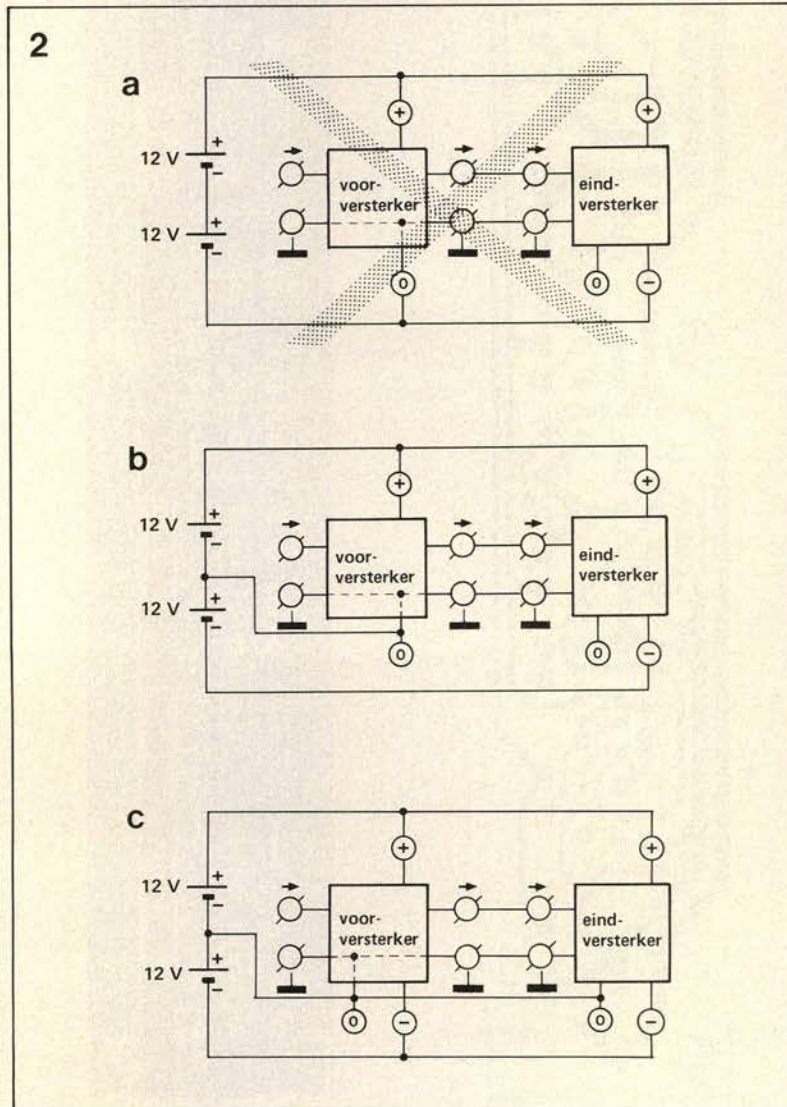 2
a
+
+
12 V
+
−
voor-
versterker
eind-
versterker
12 V
+
−
0
0
−
b
+
+
12 V
+
−
voor-
versterker
eind-
versterker
12 V
+
−
0
0
−
c
+
+
12 V
+
−
voor-
versterker
eind-
versterker
12 V
+
−
0
−
0
−